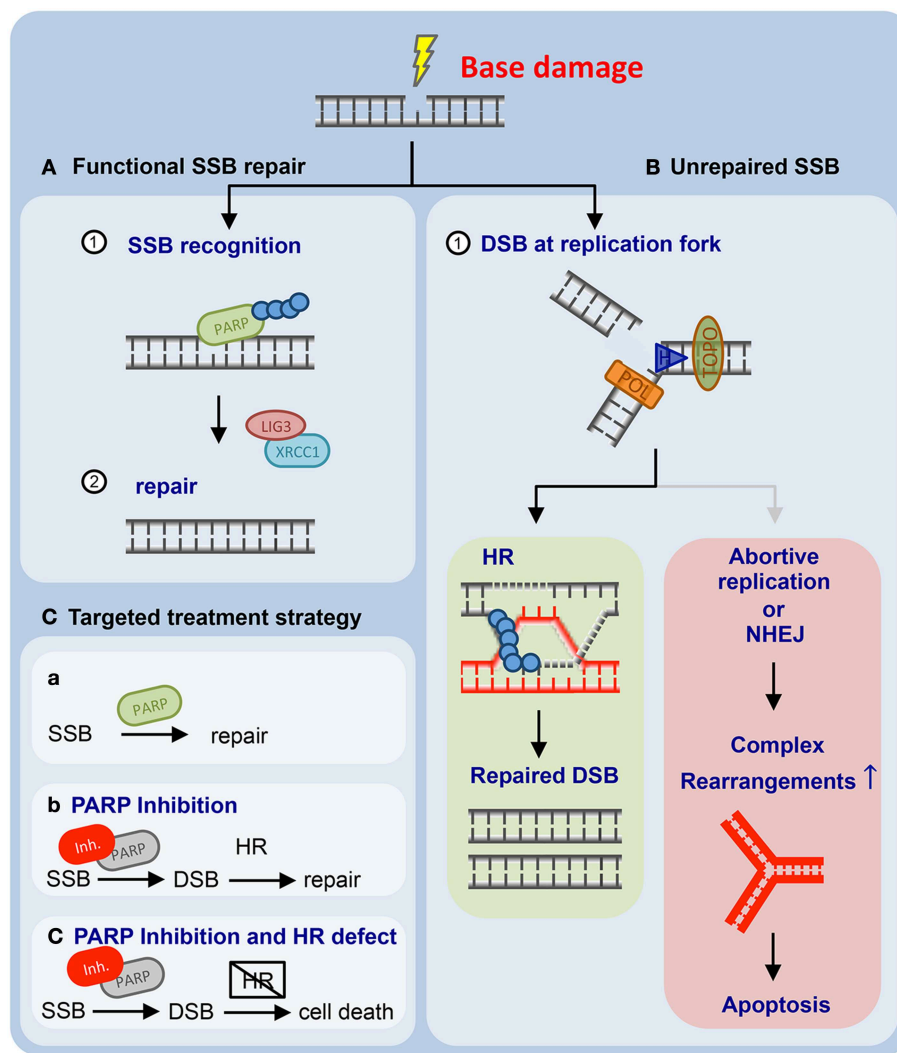 Base damage
A Functional SSB repair
B Unrepaired SSB
1 SSB recognition
PARP
LIG3
XRCC1
2 repair
1 DSB at replication fork
H
TOPO
POL
HR
Repaired DSB
Abortive
replication
or
NHEJ
Complex
Rearrangements ↑
Apoptosis
C Targeted treatment strategy
a
PARP
SSB → repair
b PARP Inhibition
Inh. PARP HR
SSB → DSB → repair
C PARP Inhibition and HR defect
Inh. PARP HR
SSB → DSB → cell death